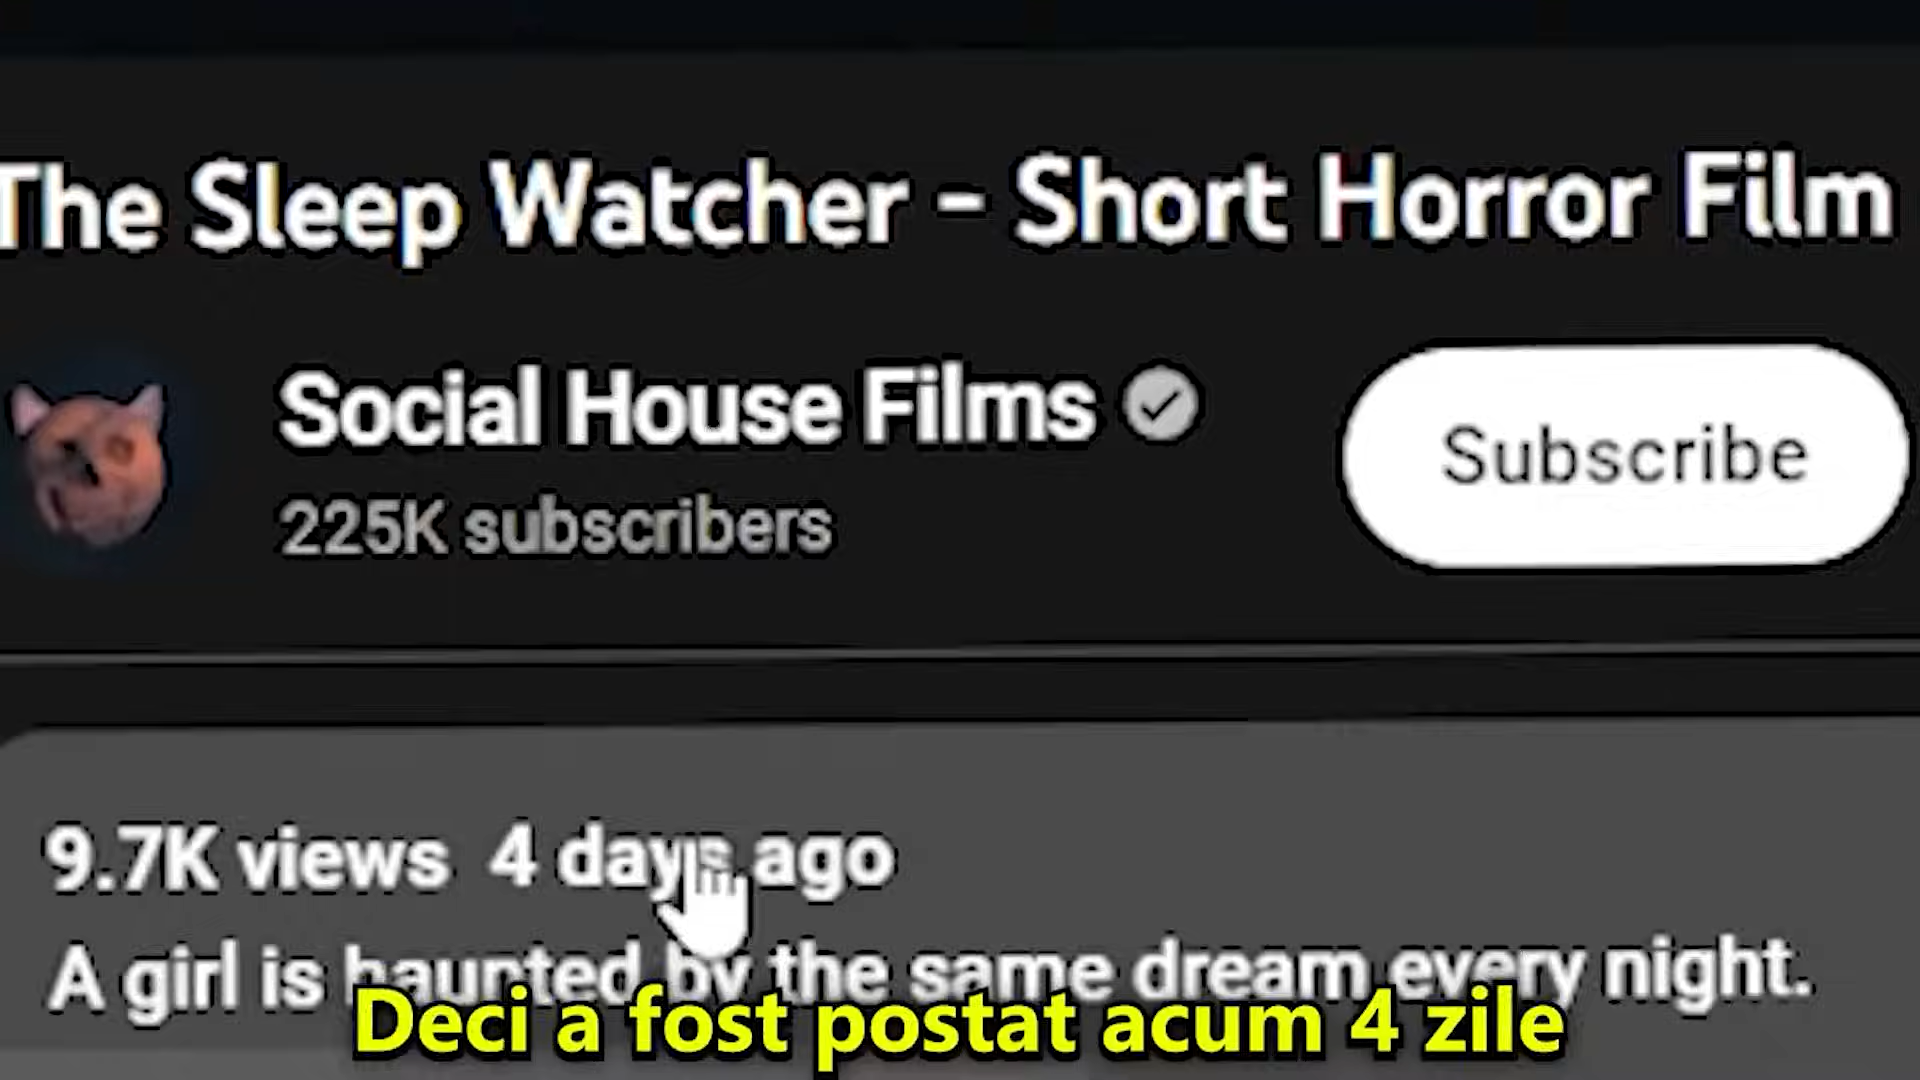 The Sleep Watcher - Short Horror Film
Social House Films
225K subscribers
Subscribe
9.7K views 4 days ago
A girl is haunted by the same dream every night.
Deci a fost postat acum 4 zile